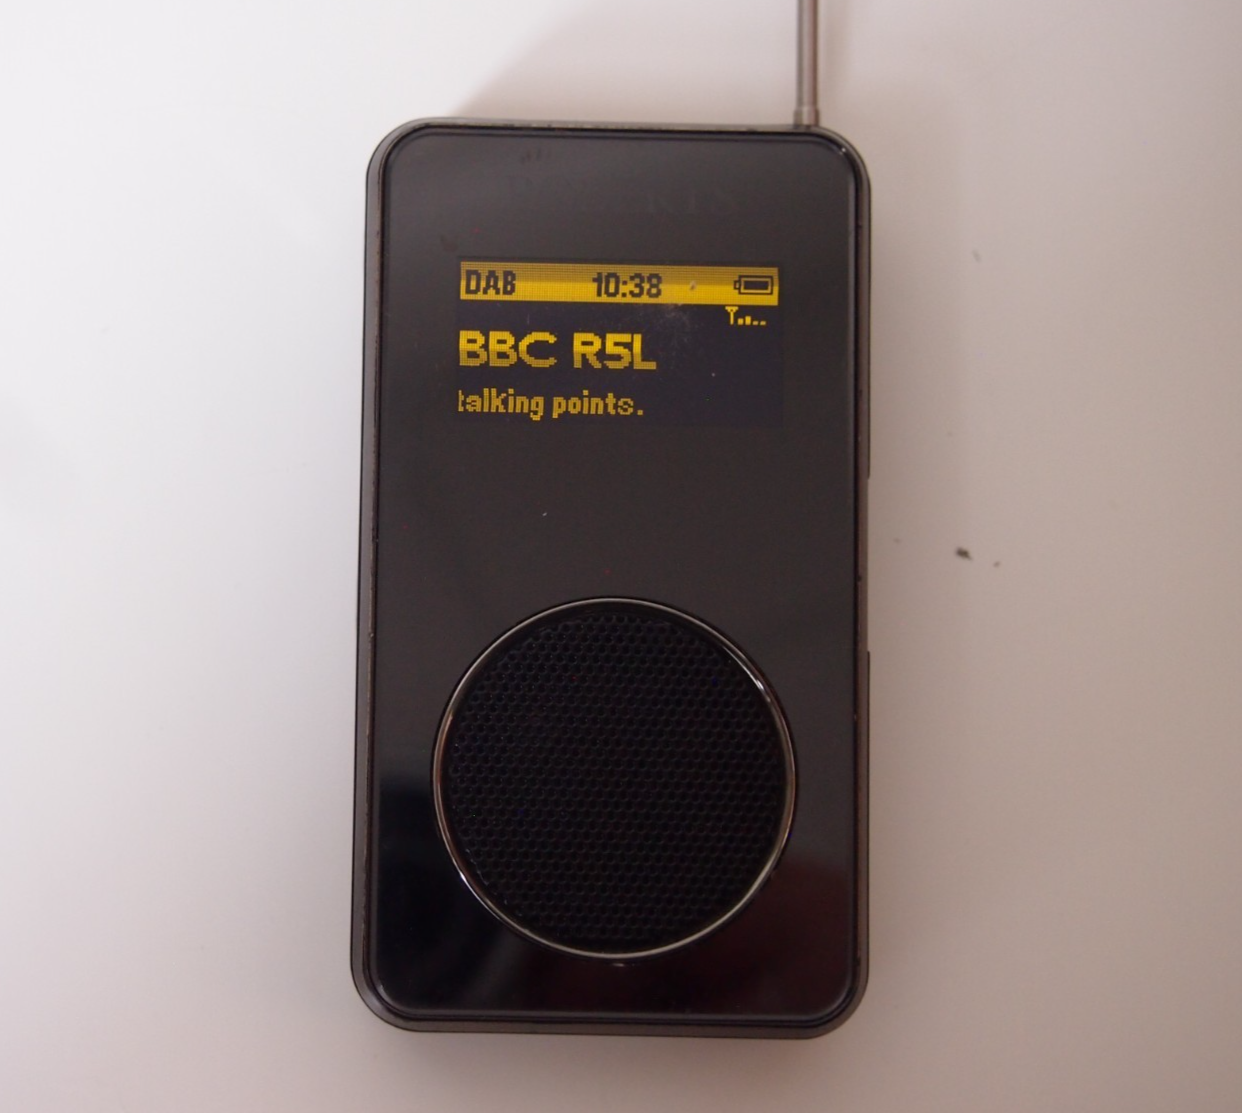 DAB 10:38
BBC R5L
talking points.